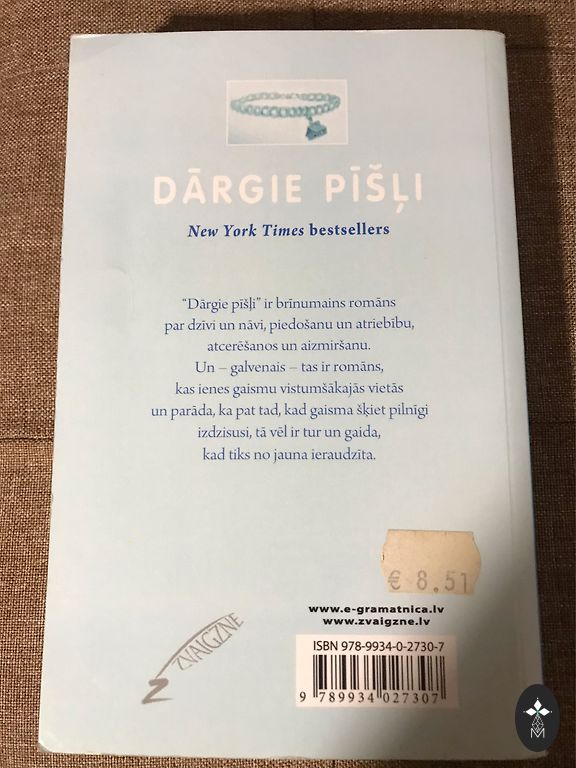 DĀRGIE PĪŠĻI
New York Times bestsellers
“Dārgie pīšļi” ir brīnumains romāns
par dzīvi un nāvi, piedošanu un atriebību,
atcerēšanos un aizmiršanu.
Un – galvenais – tas ir romāns,
kas ienes gaismu vistumšākajās vietās
un parāda, ka pat tad, kad gaisma šķiet pilnīgi
izdzisusi, tā vēl ir tur un gaida,
kad tiks no jauna ieraudzīta.
€ 8.51
www.e-gramatnica.lv
www.zvaigzne.lv
ZVAIGZNE
ISBN 978-9934-0-2730-7
9 789934 027307
M